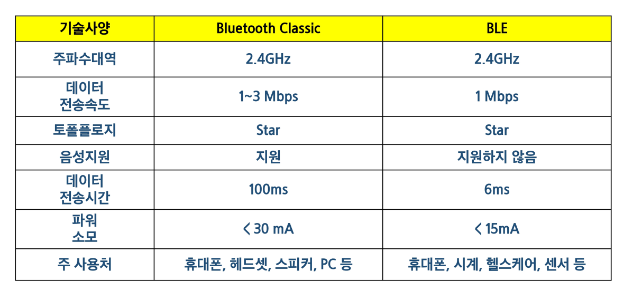 기술사양 Bluetooth Classic BLE
주파수대역 2.4GHz 2.4GHz
데이터
전송속도 1~3 Mbps 1 Mbps
토폴플로지 Star Star
음성지원 지원 지원하지 않음
데이터
전송시간 100ms 6ms
파워
소모 < 30 mA < 15mA
주 사용처 휴대폰, 헤드셋, 스피커, PC 등 휴대폰, 시계, 헬스케어, 센서 등